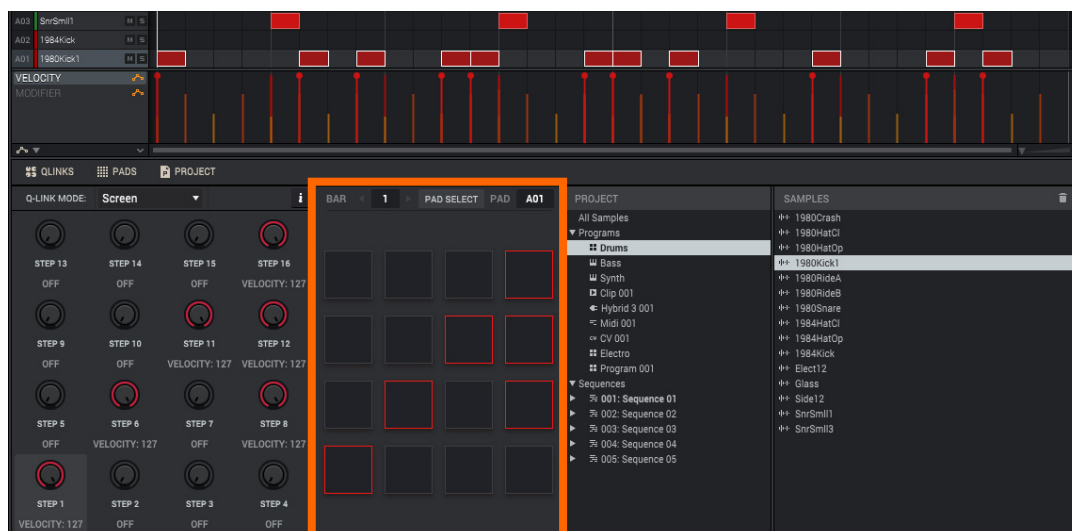 A03 SnrSmll1 M S
A02 1984Kick M S
A01 1980Kick1 M S
VELOCITY
MODIFIER
QLINKS PADS PROJECT
Q-LINK MODE: Screen i BAR 1 PAD SELECT PAD A01 PROJECT SAMPLES
STEP 13 STEP 14 STEP 15 STEP 16
OFF OFF OFF VELOCITY: 127
STEP 9 STEP 10 STEP 11 STEP 12
OFF OFF VELOCITY: 127 VELOCITY: 127
STEP 5 STEP 6 STEP 7 STEP 8
OFF VELOCITY: 127 OFF VELOCITY: 127
STEP 1 STEP 2 STEP 3 STEP 4
VELOCITY: 127 OFF OFF OFF
All Samples
Programs
Drums
Bass
Synth
Clip 001
Hybrid 3 001
Midi 001
CV 001
Electro
Program 001
Sequences
001: Sequence 01
002: Sequence 02
003: Sequence 03
004: Sequence 04
005: Sequence 05
1980Crash
1980HatCl
1980HatOp
1980Kick1
1980RideA
1980RideB
1980Snare
1984HatCl
1984HatOp
1984Kick
Elect12
Glass
Side12
SnrSmll1
SnrSmll3